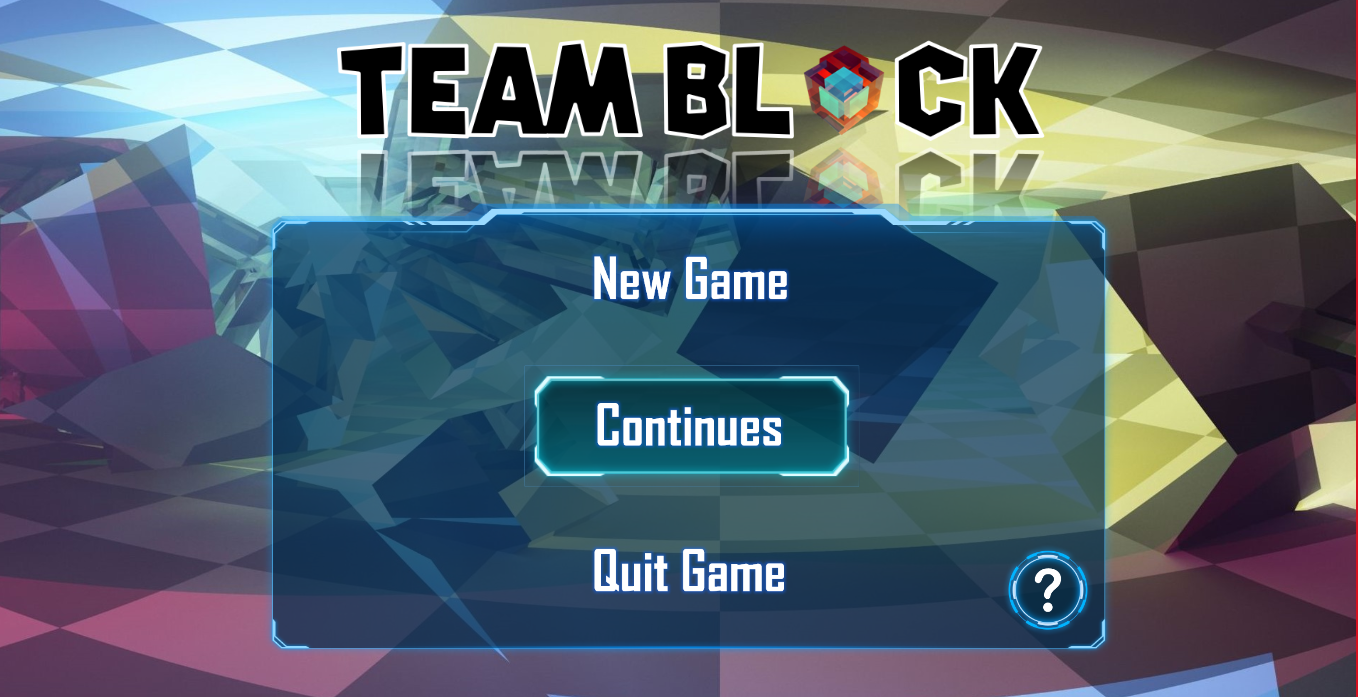 TEAM BLOCK
New Game
Continues
Quit Game
?